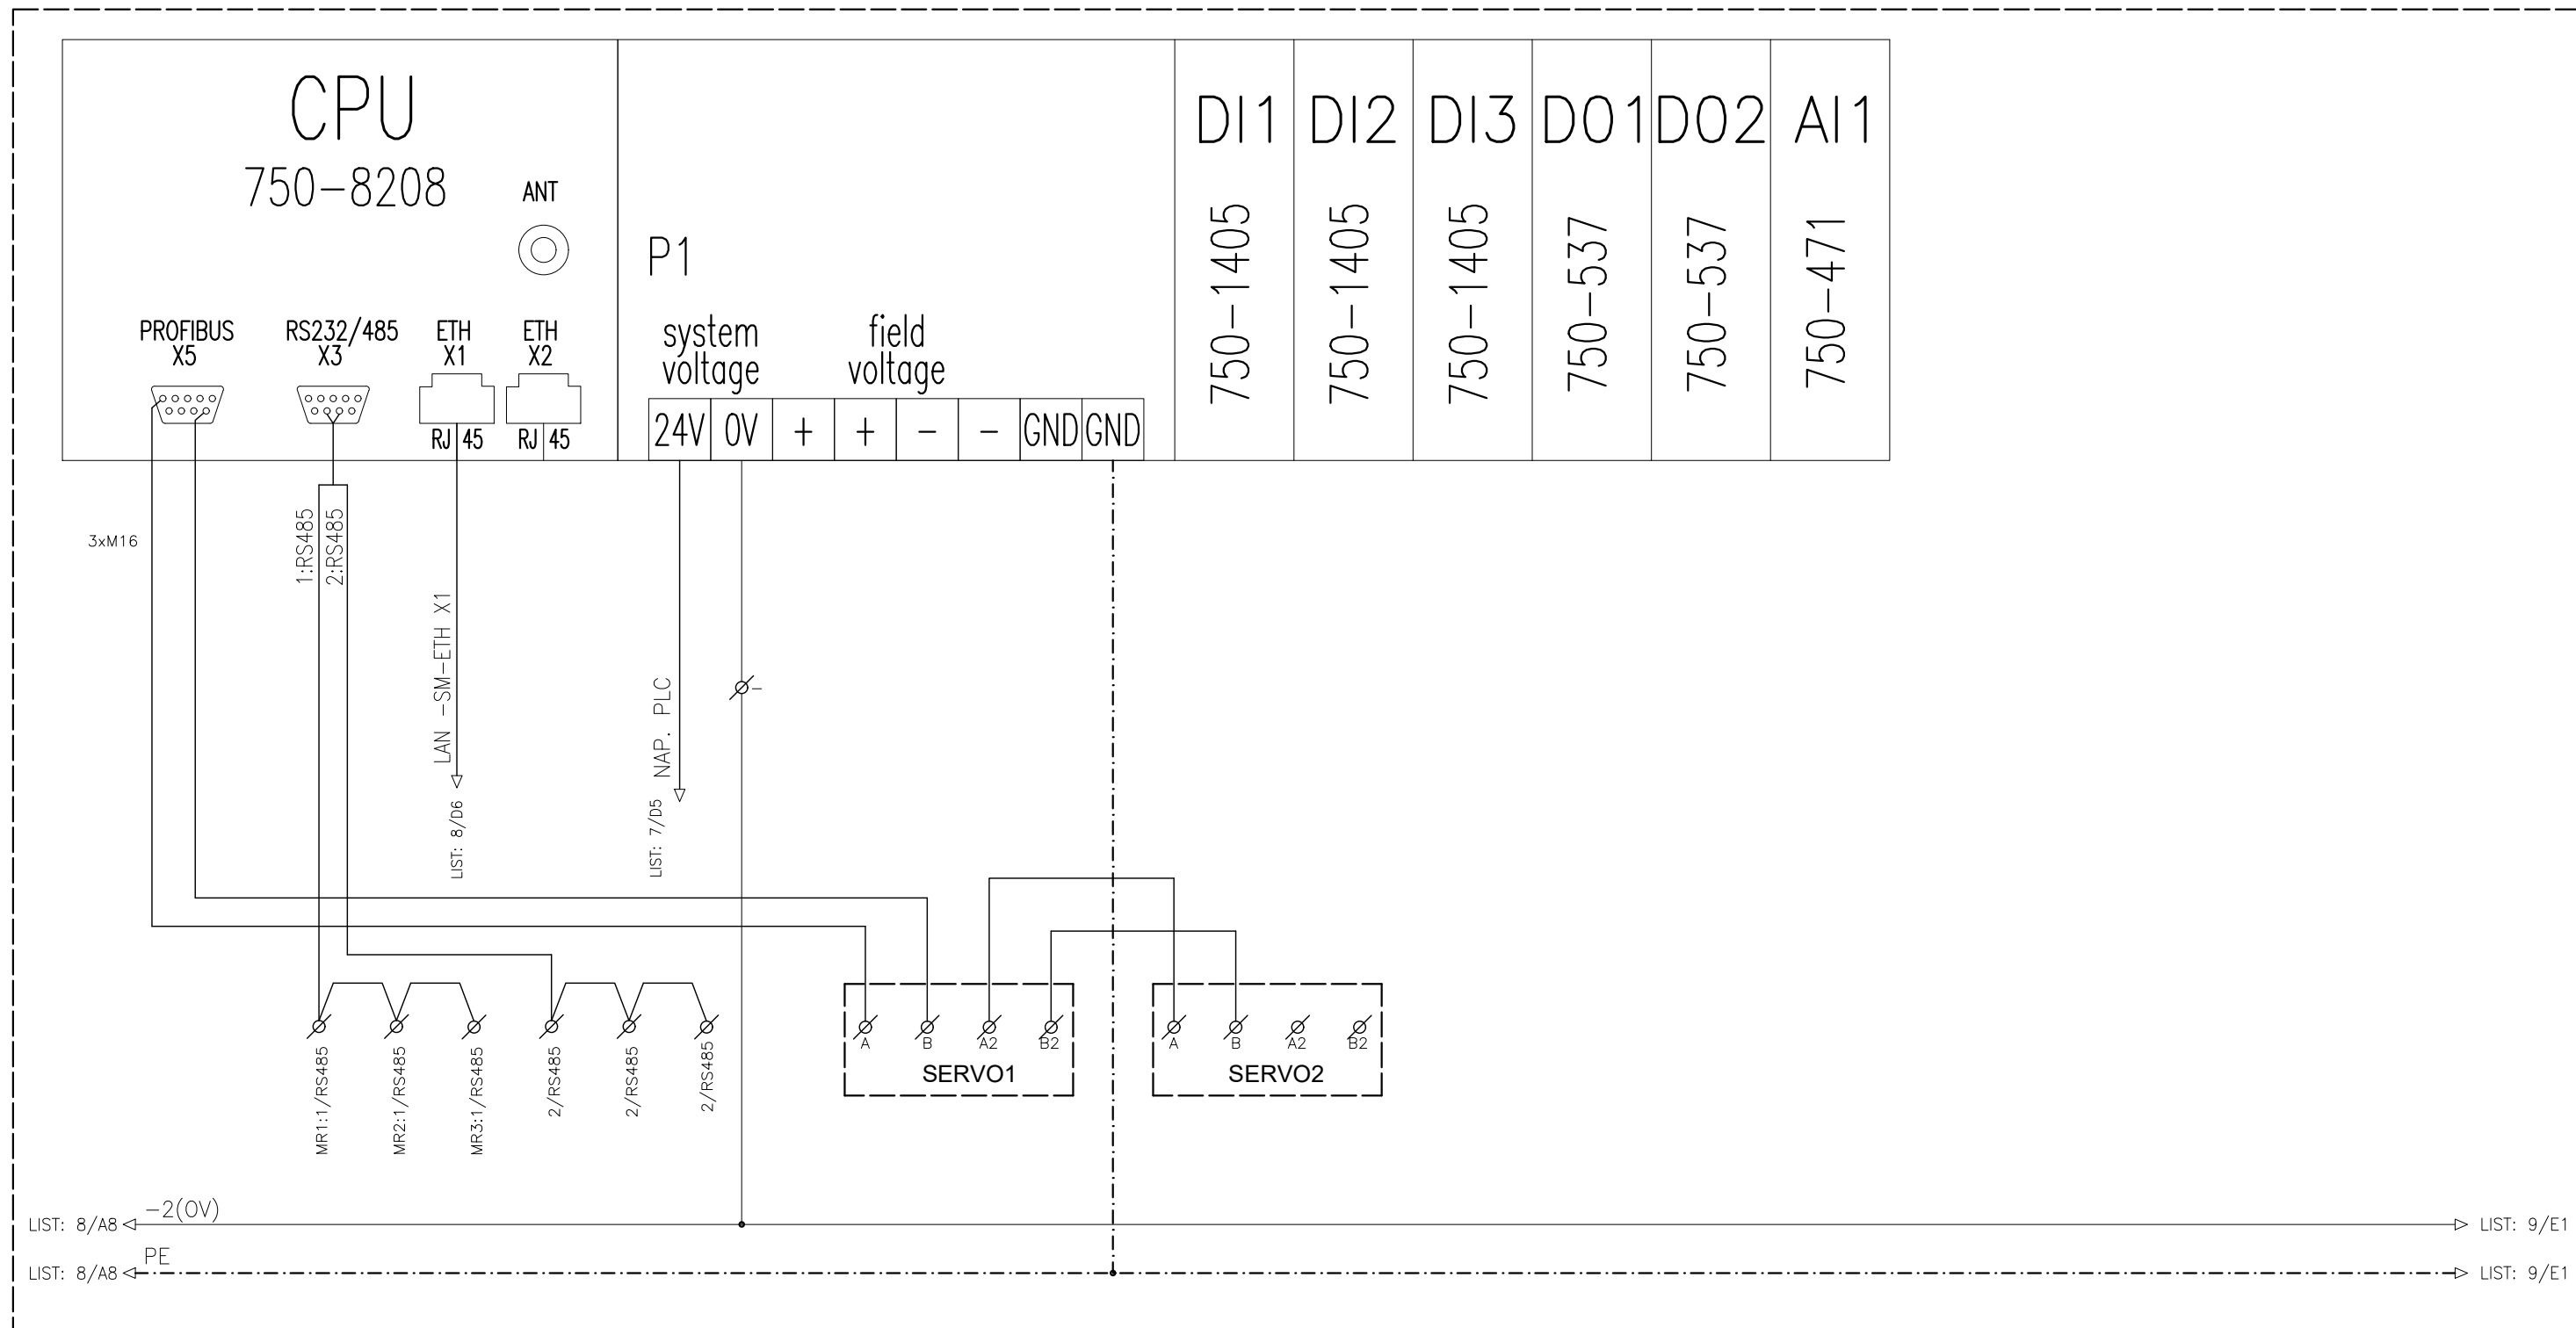 CPU
750-8208
ANT
PROFIBUS
X5
RS232/485
X3
ETH
X1
ETH
X2
RJ 45
RJ 45
P1
system
voltage
field
voltage
24V 0V + + - - GND GND
DI1 DI2 DI3 DO1 DO2 AI1
750-1405
750-1405
750-1405
750-537
750-537
750-471
3xM16
1:RS485
2:RS485
LAN -SM-ETH X1
LIST: 8/D6
NAP. PLC
LIST: 7/D5
-
MR1:1/RS485
MR2:1/RS485
MR3:1/RS485
2/RS485
2/RS485
2/RS485
A B A2 B2
SERVO1
A B A2 B2
SERVO2
-2(0V)
LIST: 8/A8
LIST: 9/E1
PE
LIST: 8/A8
LIST: 9/E1